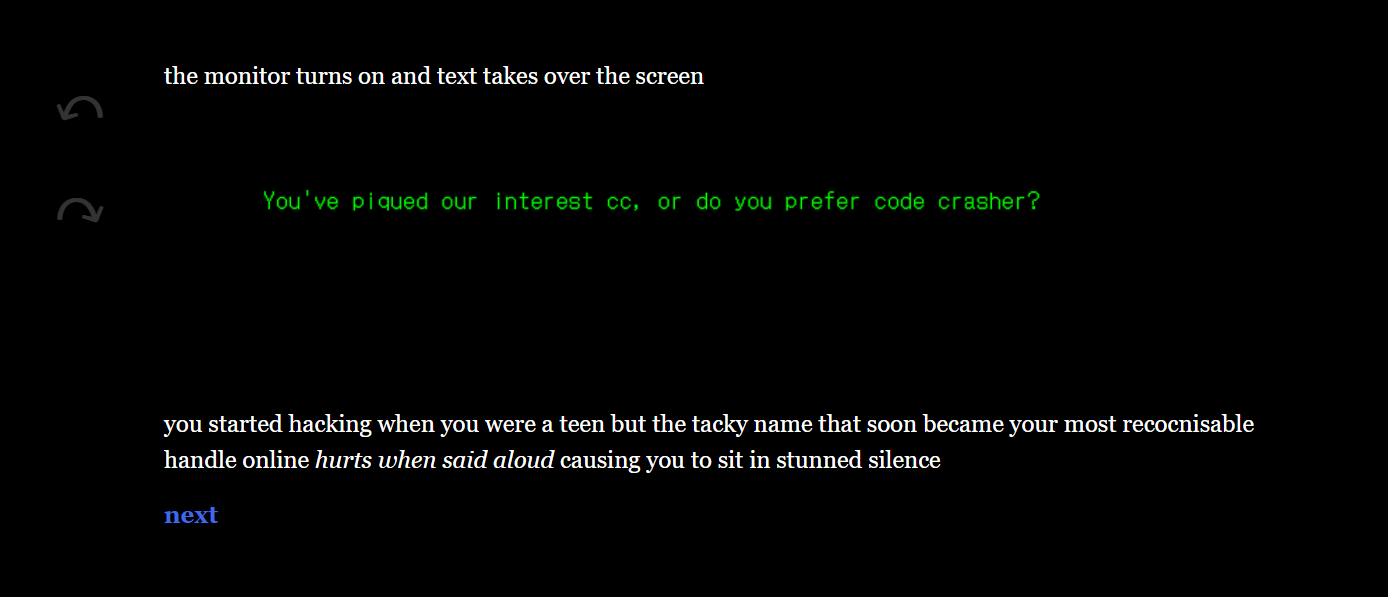 the monitor turns on and text takes over the screen
You've piqued our interest cc, or do you prefer code crasher?
you started hacking when you were a teen but the tacky name that soon became your most recocnisable
handle online hurts when said aloud causing you to sit in stunned silence
next